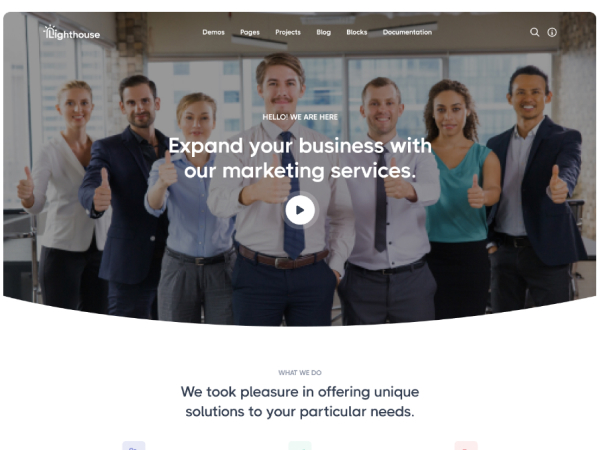 Lighthouse
Demos Pages Projects Blog Blocks Documentation
HELLO! WE ARE HERE
Expand your business with
our marketing services.
WHAT WE DO
We took pleasure in offering unique
solutions to your particular needs.